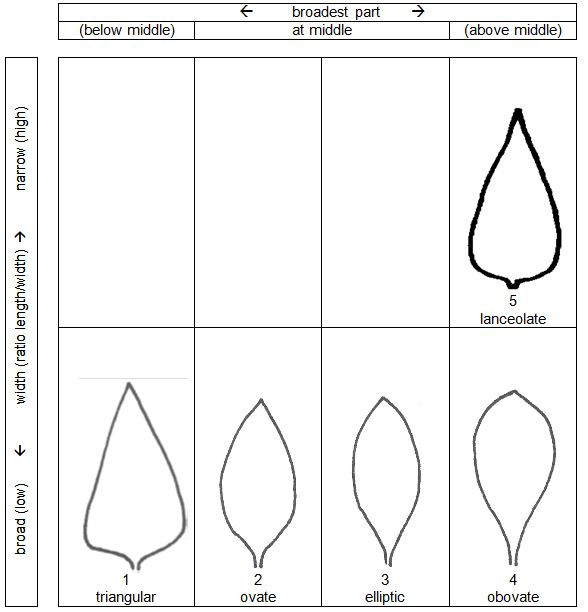 ← broadest part →
(below middle) at middle (above middle)
narrow (high)
width (ratio length/width) →
←
broad (low)
5
lanceolate
1 2 3 4
triangular ovate elliptic obovate